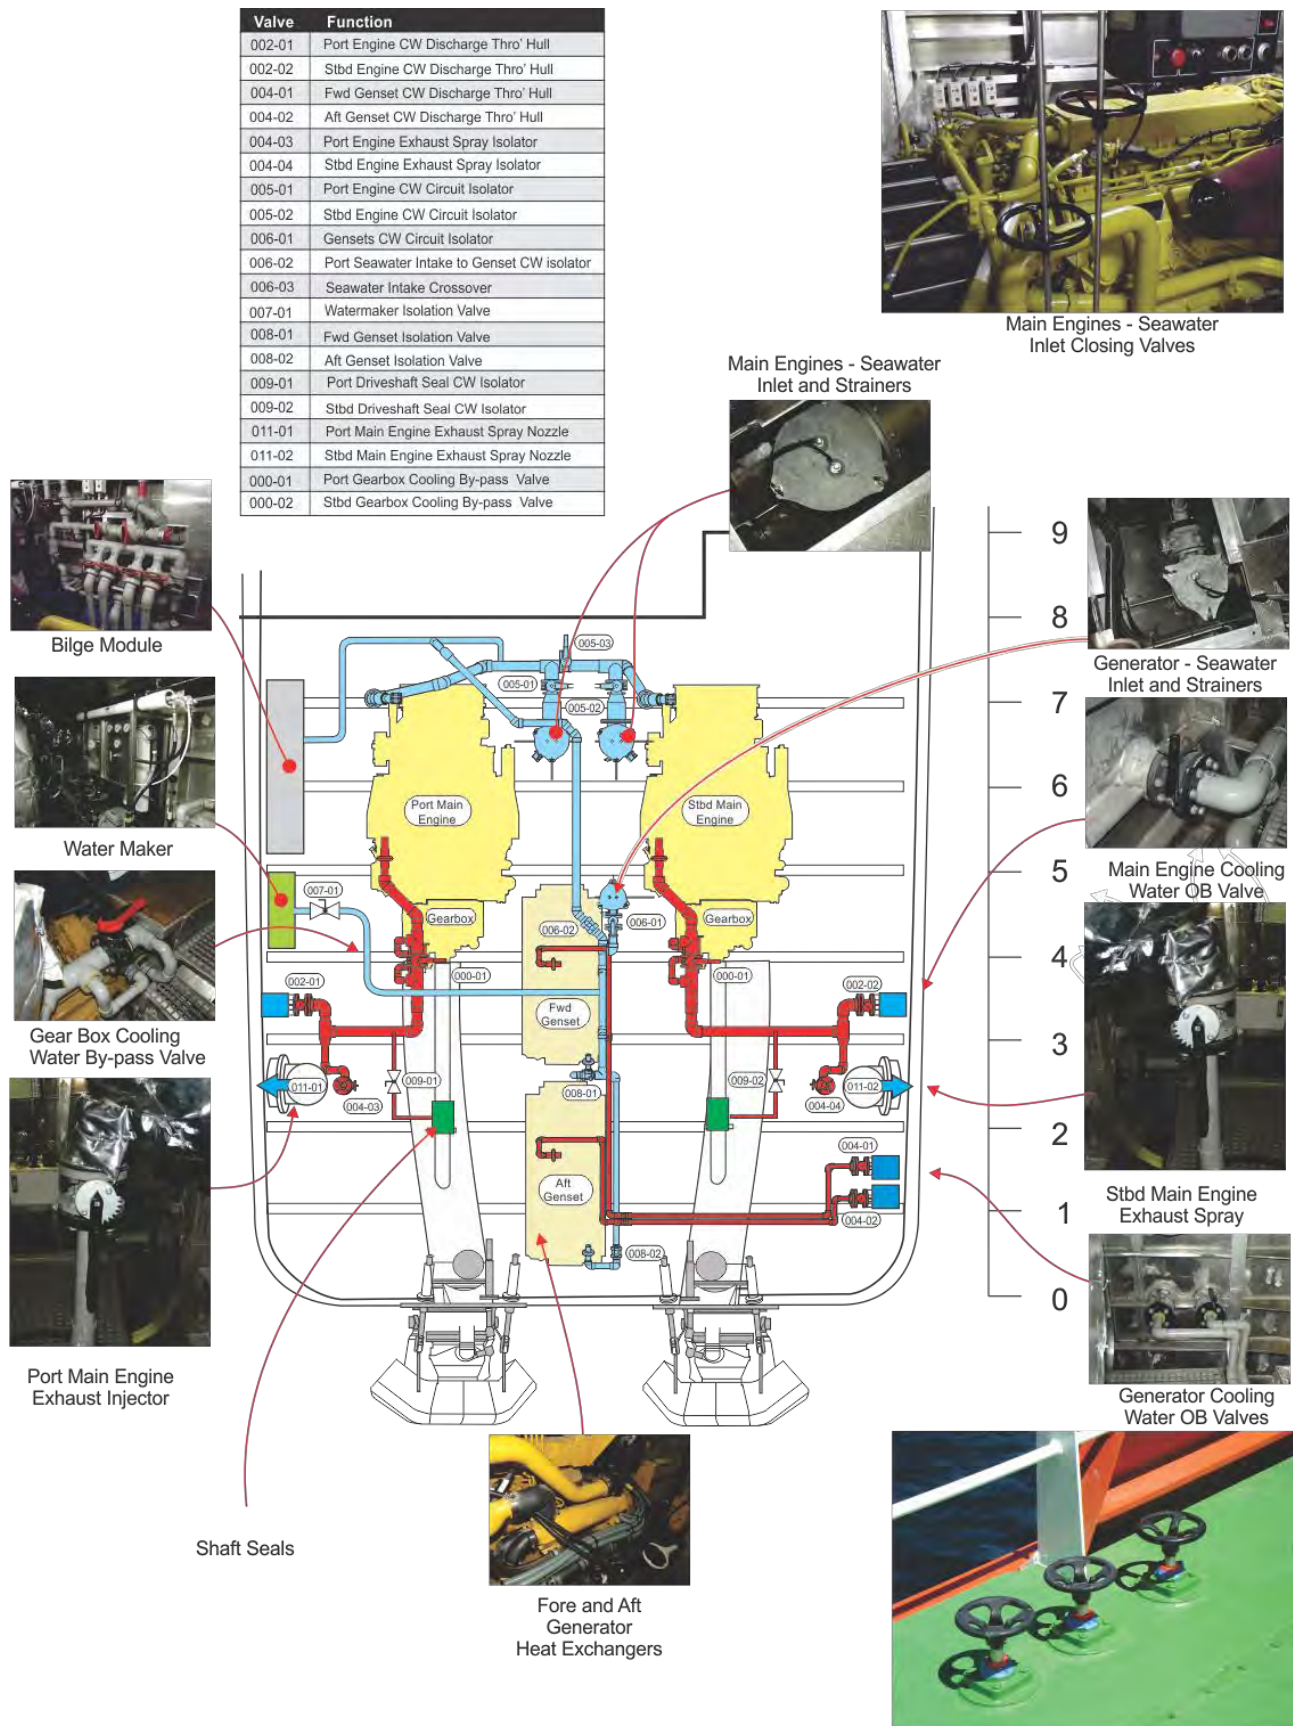 Valve Function
002-01 Port Engine CW Discharge Thro' Hull
002-02 Stbd Engine CW Discharge Thro' Hull
004-01 Fwd Genset CW Discharge Thro' Hull
004-02 Aft Genset CW Discharge Thro' Hull
004-03 Port Engine Exhaust Spray Isolator
004-04 Stbd Engine Exhaust Spray Isolator
005-01 Port Engine CW Circuit Isolator
005-02 Stbd Engine CW Circuit Isolator
006-01 Gensets CW Circuit Isolator
006-02 Port Seawater Intake to Genset CW isolator
006-03 Seawater Intake Crossover
007-01 Watermaker Isolation Valve
008-01 Fwd Genset Isolation Valve
008-02 Aft Genset Isolation Valve
009-01 Port Driveshaft Seal CW Isolator
009-02 Stbd Driveshaft Seal CW Isolator
011-01 Port Main Engine Exhaust Spray Nozzle
011-02 Stbd Main Engine Exhaust Spray Nozzle
000-01 Port Gearbox Cooling By-pass Valve
000-02 Stbd Gearbox Cooling By-pass Valve
Main Engines - Seawater
Inlet Closing Valves
Main Engines - Seawater
Inlet and Strainers
Bilge Module
Water Maker
Gear Box Cooling
Water By-pass Valve
Port Main Engine
Exhaust Injector
Shaft Seals
005-03
005-01
005-02
Port Main
Engine
Stbd Main
Engine
007-01
Gearbox
006-02
006-01
Gearbox
002-01
000-01
000-01
002-02
Fwd
Genset
011-01
004-03
009-01
008-01
009-02
004-04
011-02
004-01
Aft
Genset
004-02
008-02
9
8
7
6
5
4
3
2
1
0
Generator - Seawater
Inlet and Strainers
Main Engine Cooling
Water OB Valve
Stbd Main Engine
Exhaust Spray
Generator Cooling
Water OB Valves
Fore and Aft
Generator
Heat Exchangers